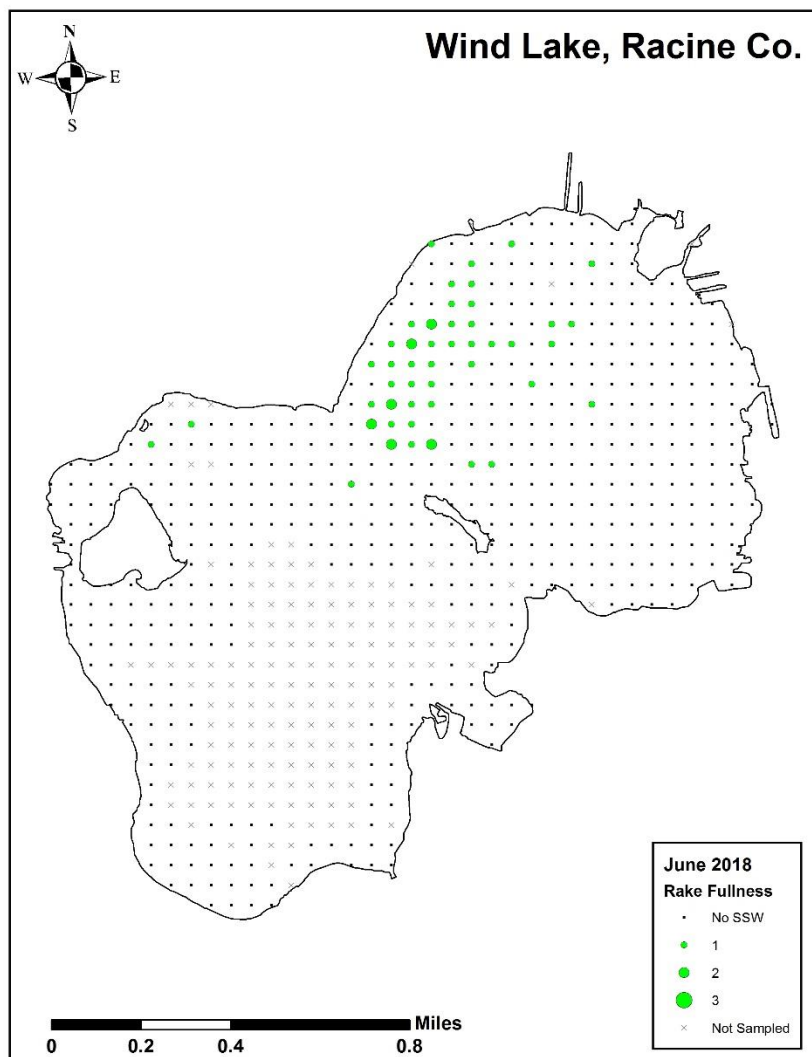 Wind Lake, Racine Co.
N
W E
S
June 2018
Rake Fullness
No SSW
1
2
3
Not Sampled
Miles
0 0.2 0.4 0.8